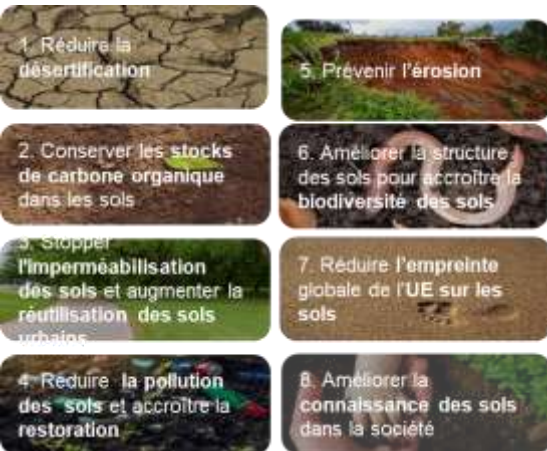 1. Réduire la
désertification
2. Conserver les stocks
de carbone organique
dans les sols
3. Stopper
l'imperméabilisation
des sols et augmenter la
réutilisation des sols
urbains
4. Réduire la pollution
des sols et accroître la
restoration
5. Prévenir l'érosion
6. Améliorer la structure
des sols pour accroître la
biodiversité des sols
7. Réduire l'empreinte
globale de l'UE sur les
sols
8. Améliorer la
connaissance des sols
dans la société